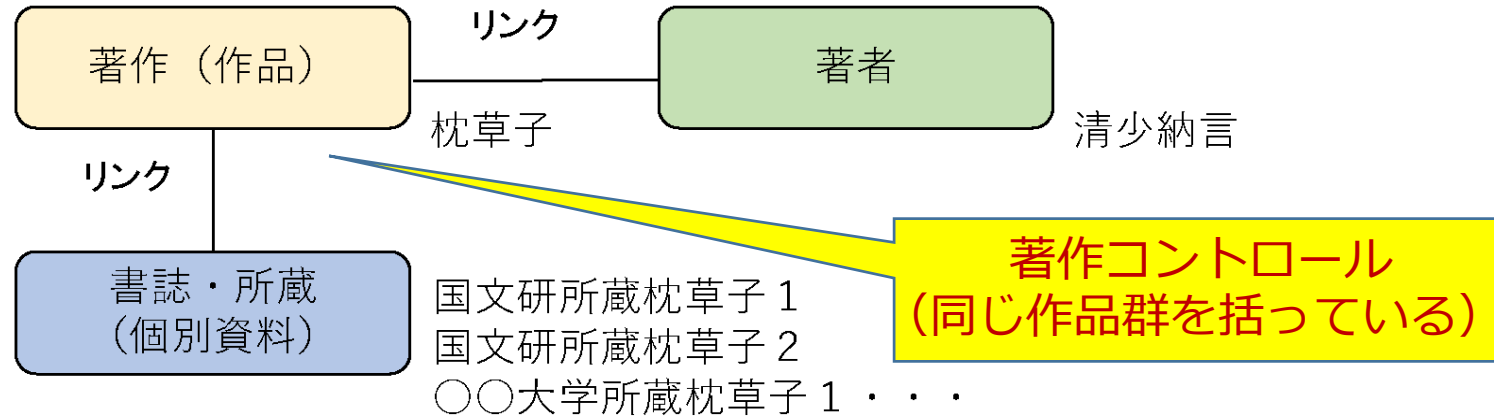 リンク
著作（作品）
著者
枕草子
清少納言
リンク
著作コントロール
（同じ作品群を括っている）
書誌・所蔵
（個別資料）
国文研所蔵枕草子１
国文研所蔵枕草子２
○○大学所蔵枕草子１・・・